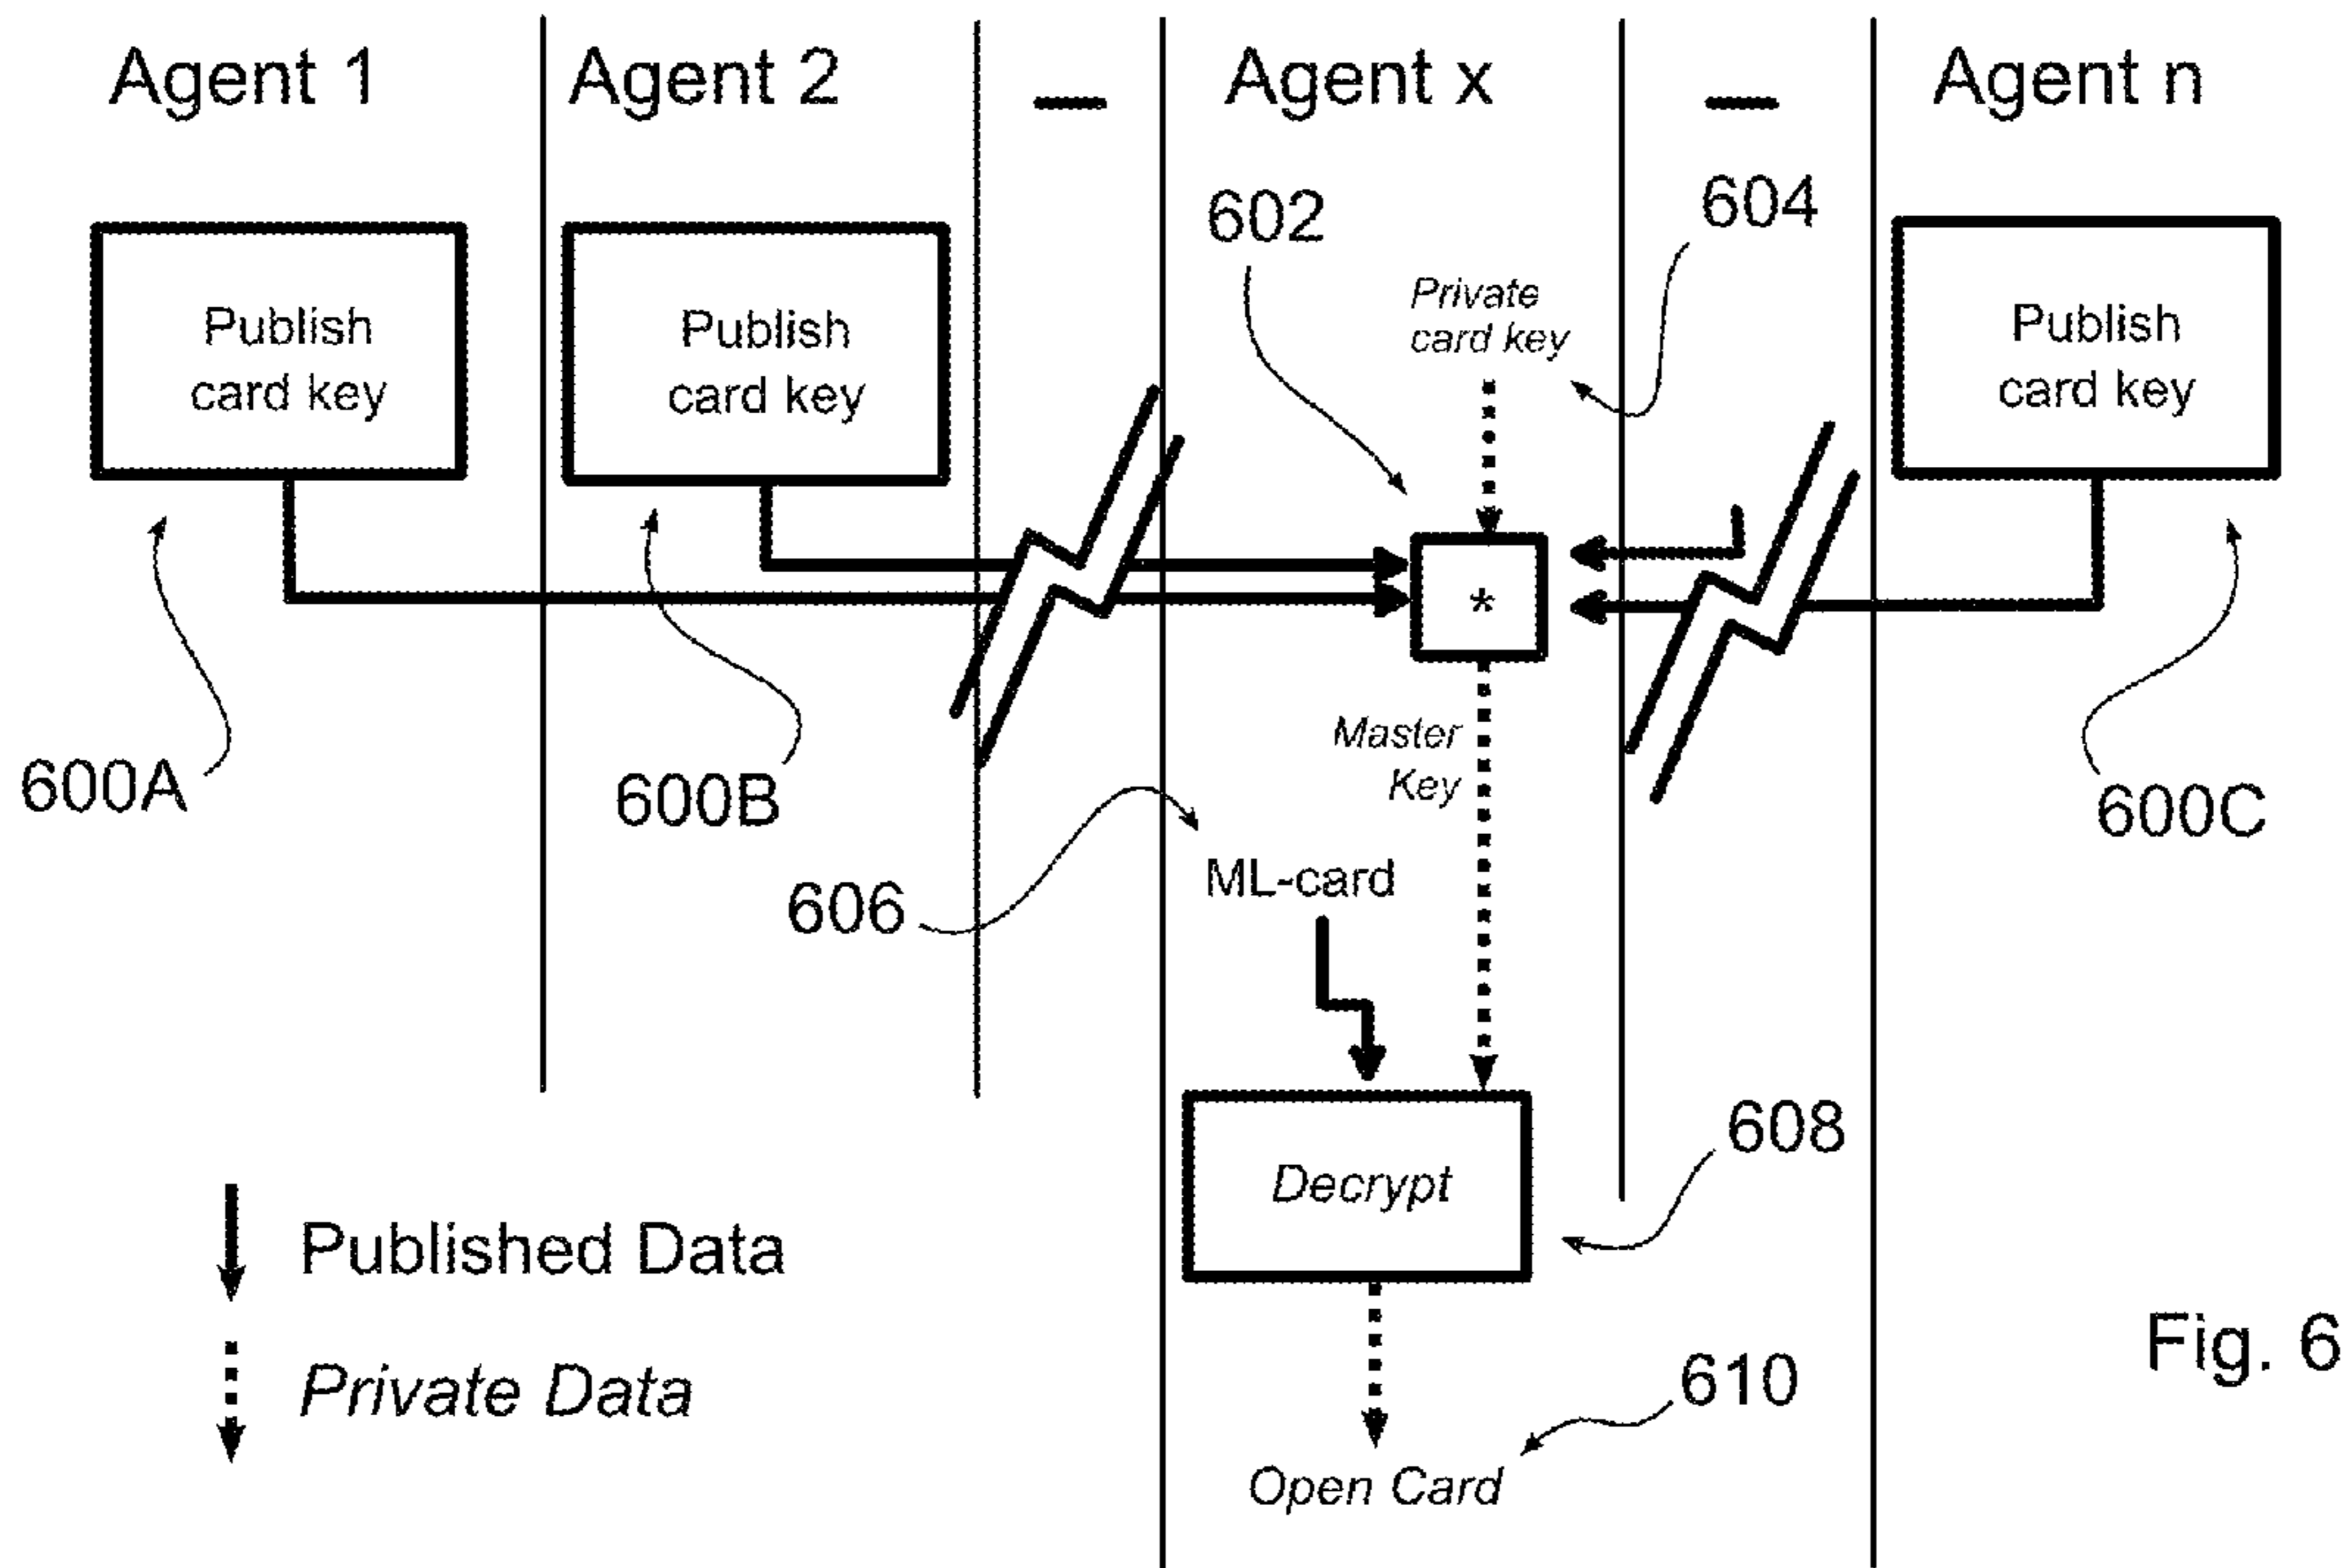 Agent 1
Agent 2
_
Agent x
_
Agent n
602
604
Publish
card key
Publish
card key
Private
card key
Publish
card key
*
600A
600B
Master
Key
600C
606
ML-card
608
Decrypt
Published Data
Private Data
610
Open Card
Fig. 6